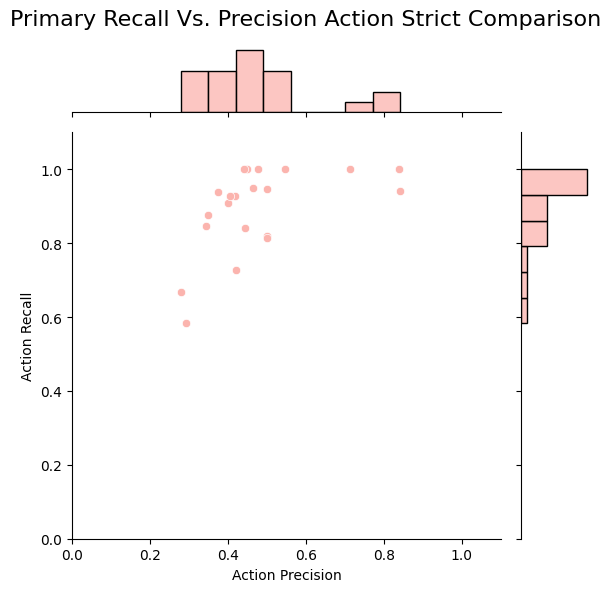 Primary Recall Vs. Precision Action Strict Comparison
1.0
0.8
0.6
0.4
0.2
0.0
Action Recall
0.0 0.2 0.4 0.6 0.8 1.0
Action Precision